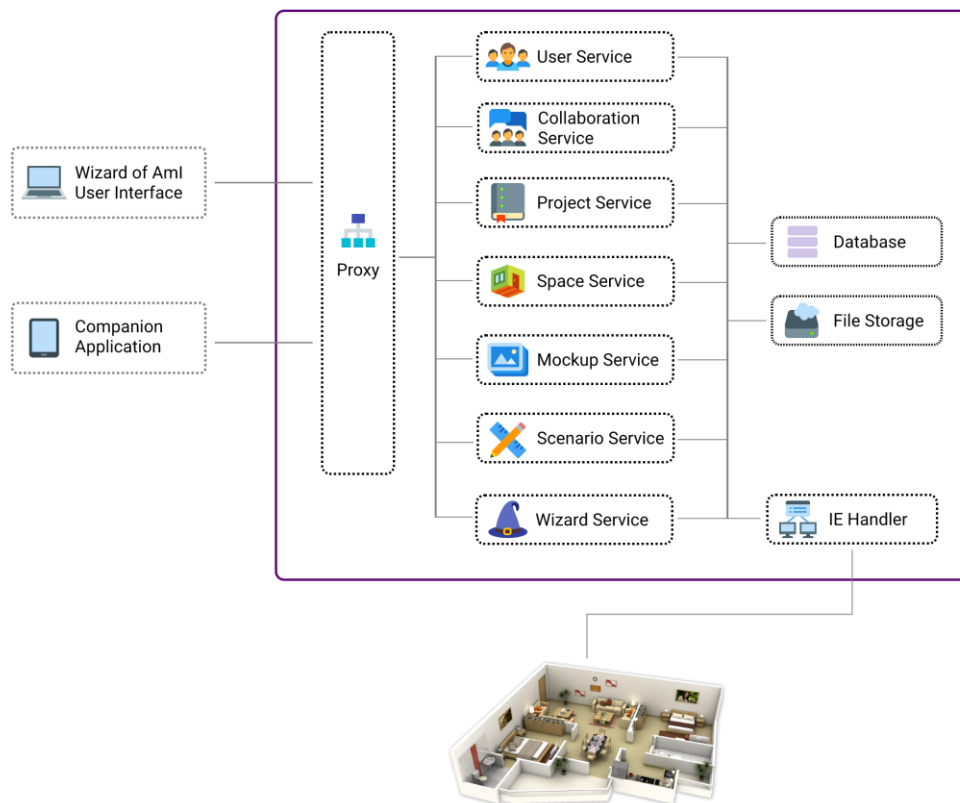 User Service
Collaboration
Service
Wizard of AmI
User Interface
Project Service
Database
Proxy
Space Service
Companion
Application
File Storage
Mockup Service
Scenario Service
Wizard Service
IE Handler